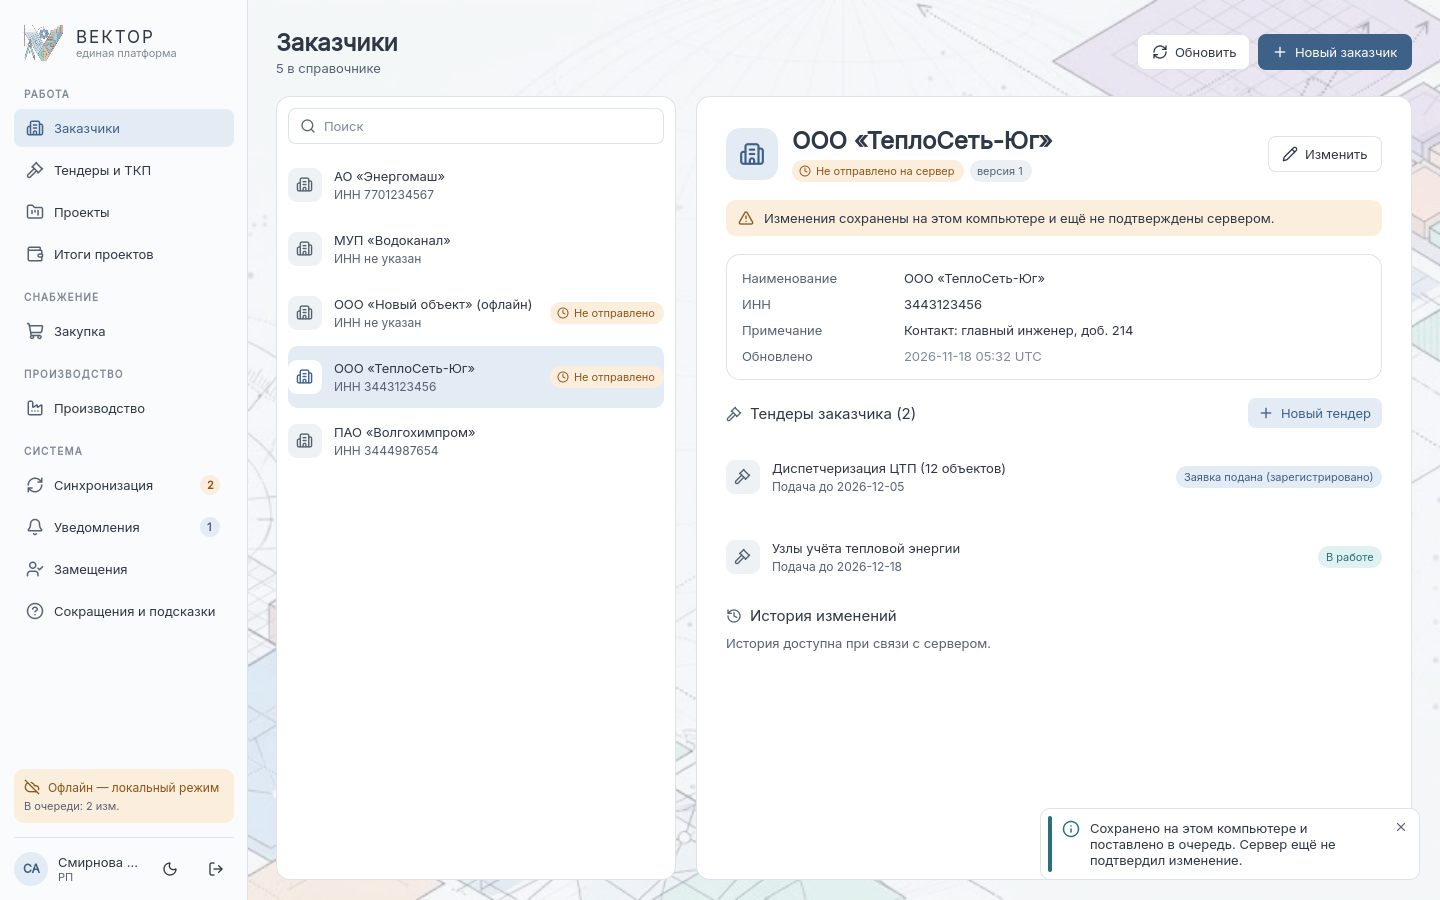 ВЕКТОР
единая платформа
РАБОТА
Заказчики
Тендеры и ТКП
Проекты
Итоги проектов
СНАБЖЕНИЕ
Закупка
ПРОИЗВОДСТВО
Производство
СИСТЕМА
Синхронизация 2
Уведомления 1
Замещения
Сокращения и подсказки
Офлайн — локальный режим
В очереди: 2 изм.
СА
Смирнова ...
РП
Заказчики
5 в справочнике
Обновить
Новый заказчик
Поиск
АО «Энергомаш»
ИНН 7701234567
МУП «Водоканал»
ИНН не указан
ООО «Новый объект» (офлайн)
ИНН не указан
Не отправлено
ООО «ТеплоСеть-Юг»
ИНН 3443123456
Не отправлено
ПАО «Волгохимпром»
ИНН 3444987654
ООО «ТеплоСеть-Юг»
Не отправлено на сервер
версия 1
Изменить
Изменения сохранены на этом компьютере и ещё не подтверждены сервером.
Наименование ООО «ТеплоСеть-Юг»
ИНН 3443123456
Примечание Контакт: главный инженер, доб. 214
Обновлено 2026-11-18 05:32 UTC
Тендеры заказчика (2)
Новый тендер
Диспетчеризация ЦТП (12 объектов)
Подача до 2026-12-05
Заявка подана (зарегистрировано)
Узлы учёта тепловой энергии
Подача до 2026-12-18
В работе
История изменений
История доступна при связи с сервером.
Сохранено на этом компьютере и
поставлено в очередь. Сервер ещё не
подтвердил изменение.